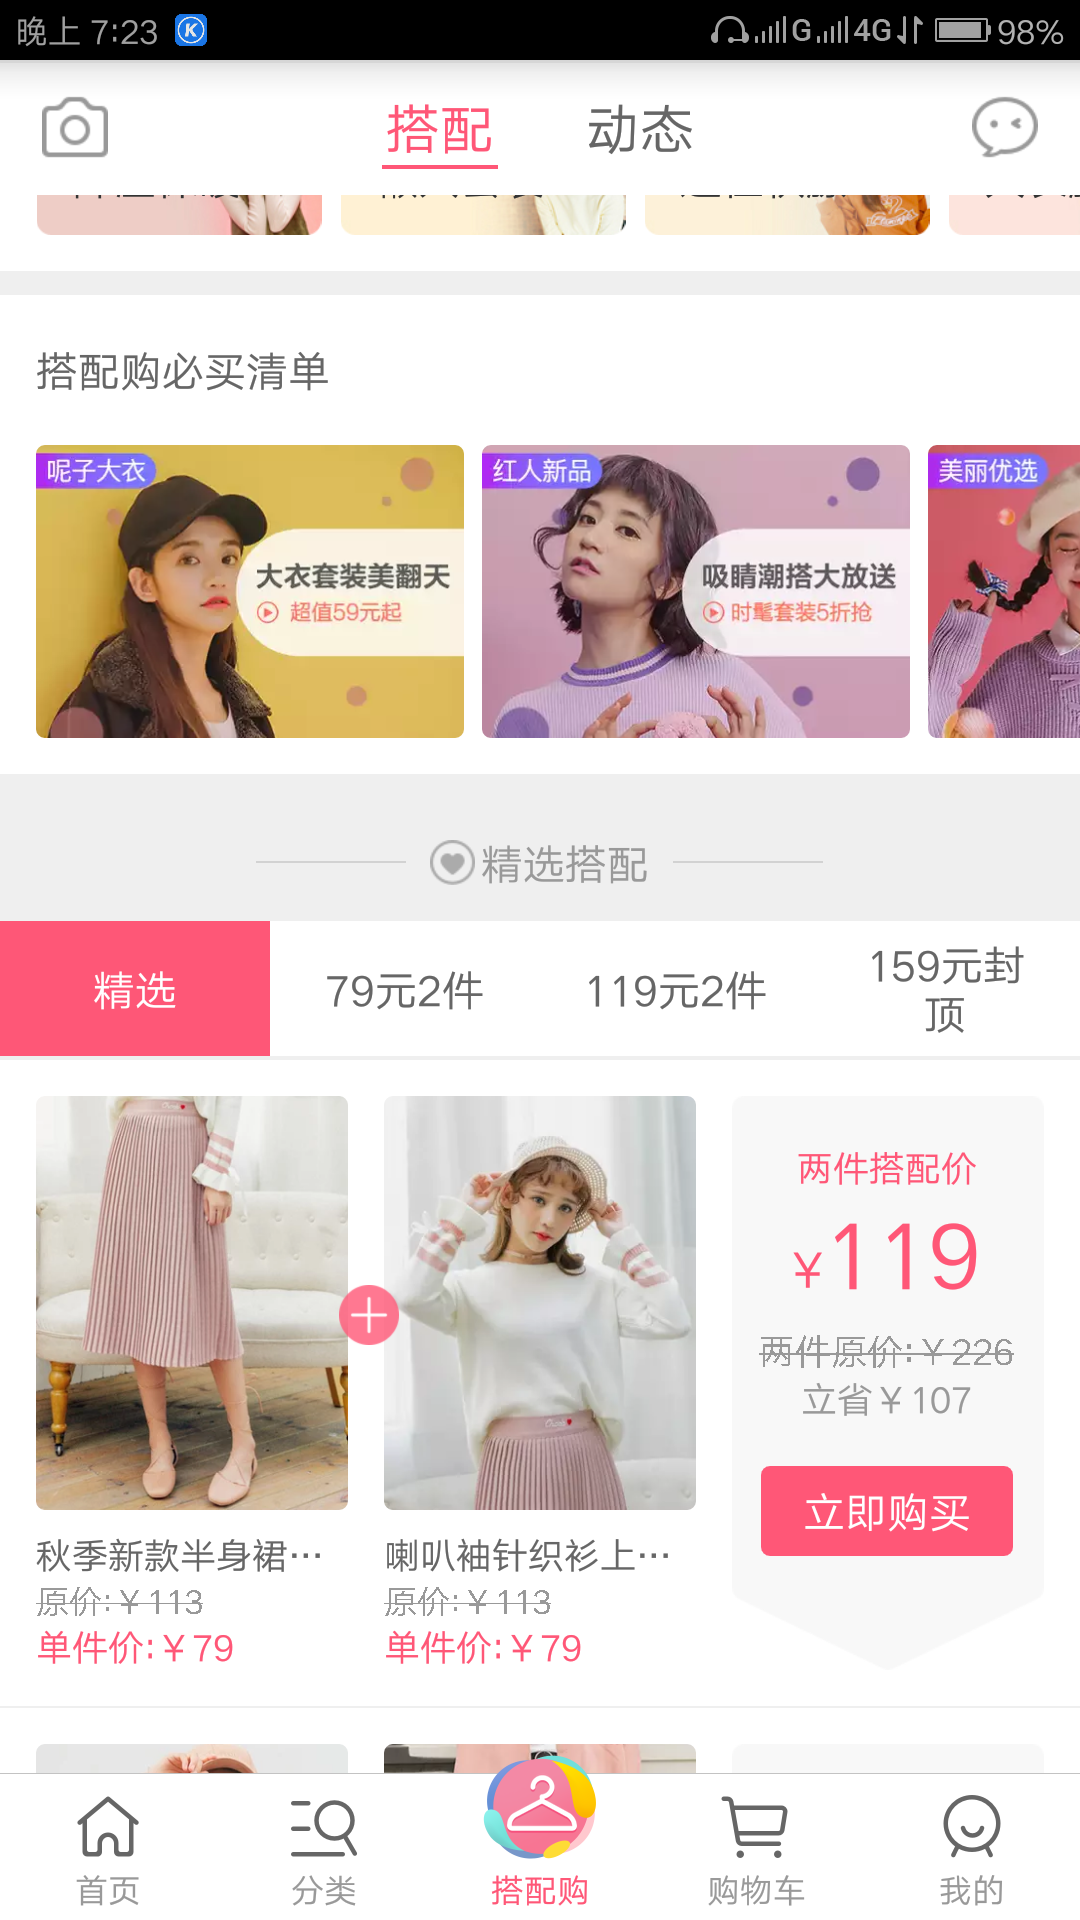 晚上 7:23
G 4G 98%
搭配 动态
搭配购必买清单
呢子大衣
大衣套装美翻天
超值59元起
红人新品
吸睛潮搭大放送
时髦套装5折抢
美丽优选
精选搭配
精选
79元2件
119元2件
159元封
顶
两件搭配价
¥119
两件原价:¥226
立省¥107
立即购买
秋季新款半身裙…
原价:¥113
单件价:¥79
喇叭袖针织衫上…
原价:¥113
单件价:¥79
首页 分类 搭配购 购物车 我的